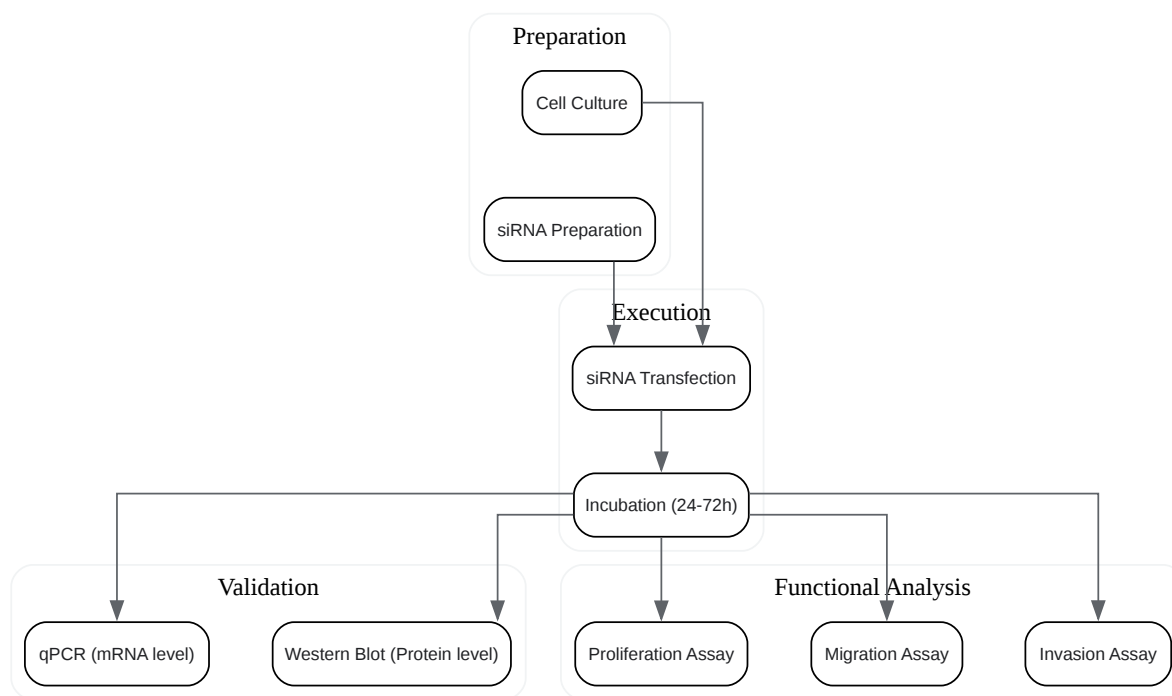 Preparation
Cell Culture
siRNA Preparation
Execution
siRNA Transfection
Incubation (24-72h)
Validation
Functional Analysis
qPCR (mRNA level)
Western Blot (Protein level)
Proliferation Assay
Migration Assay
Invasion Assay